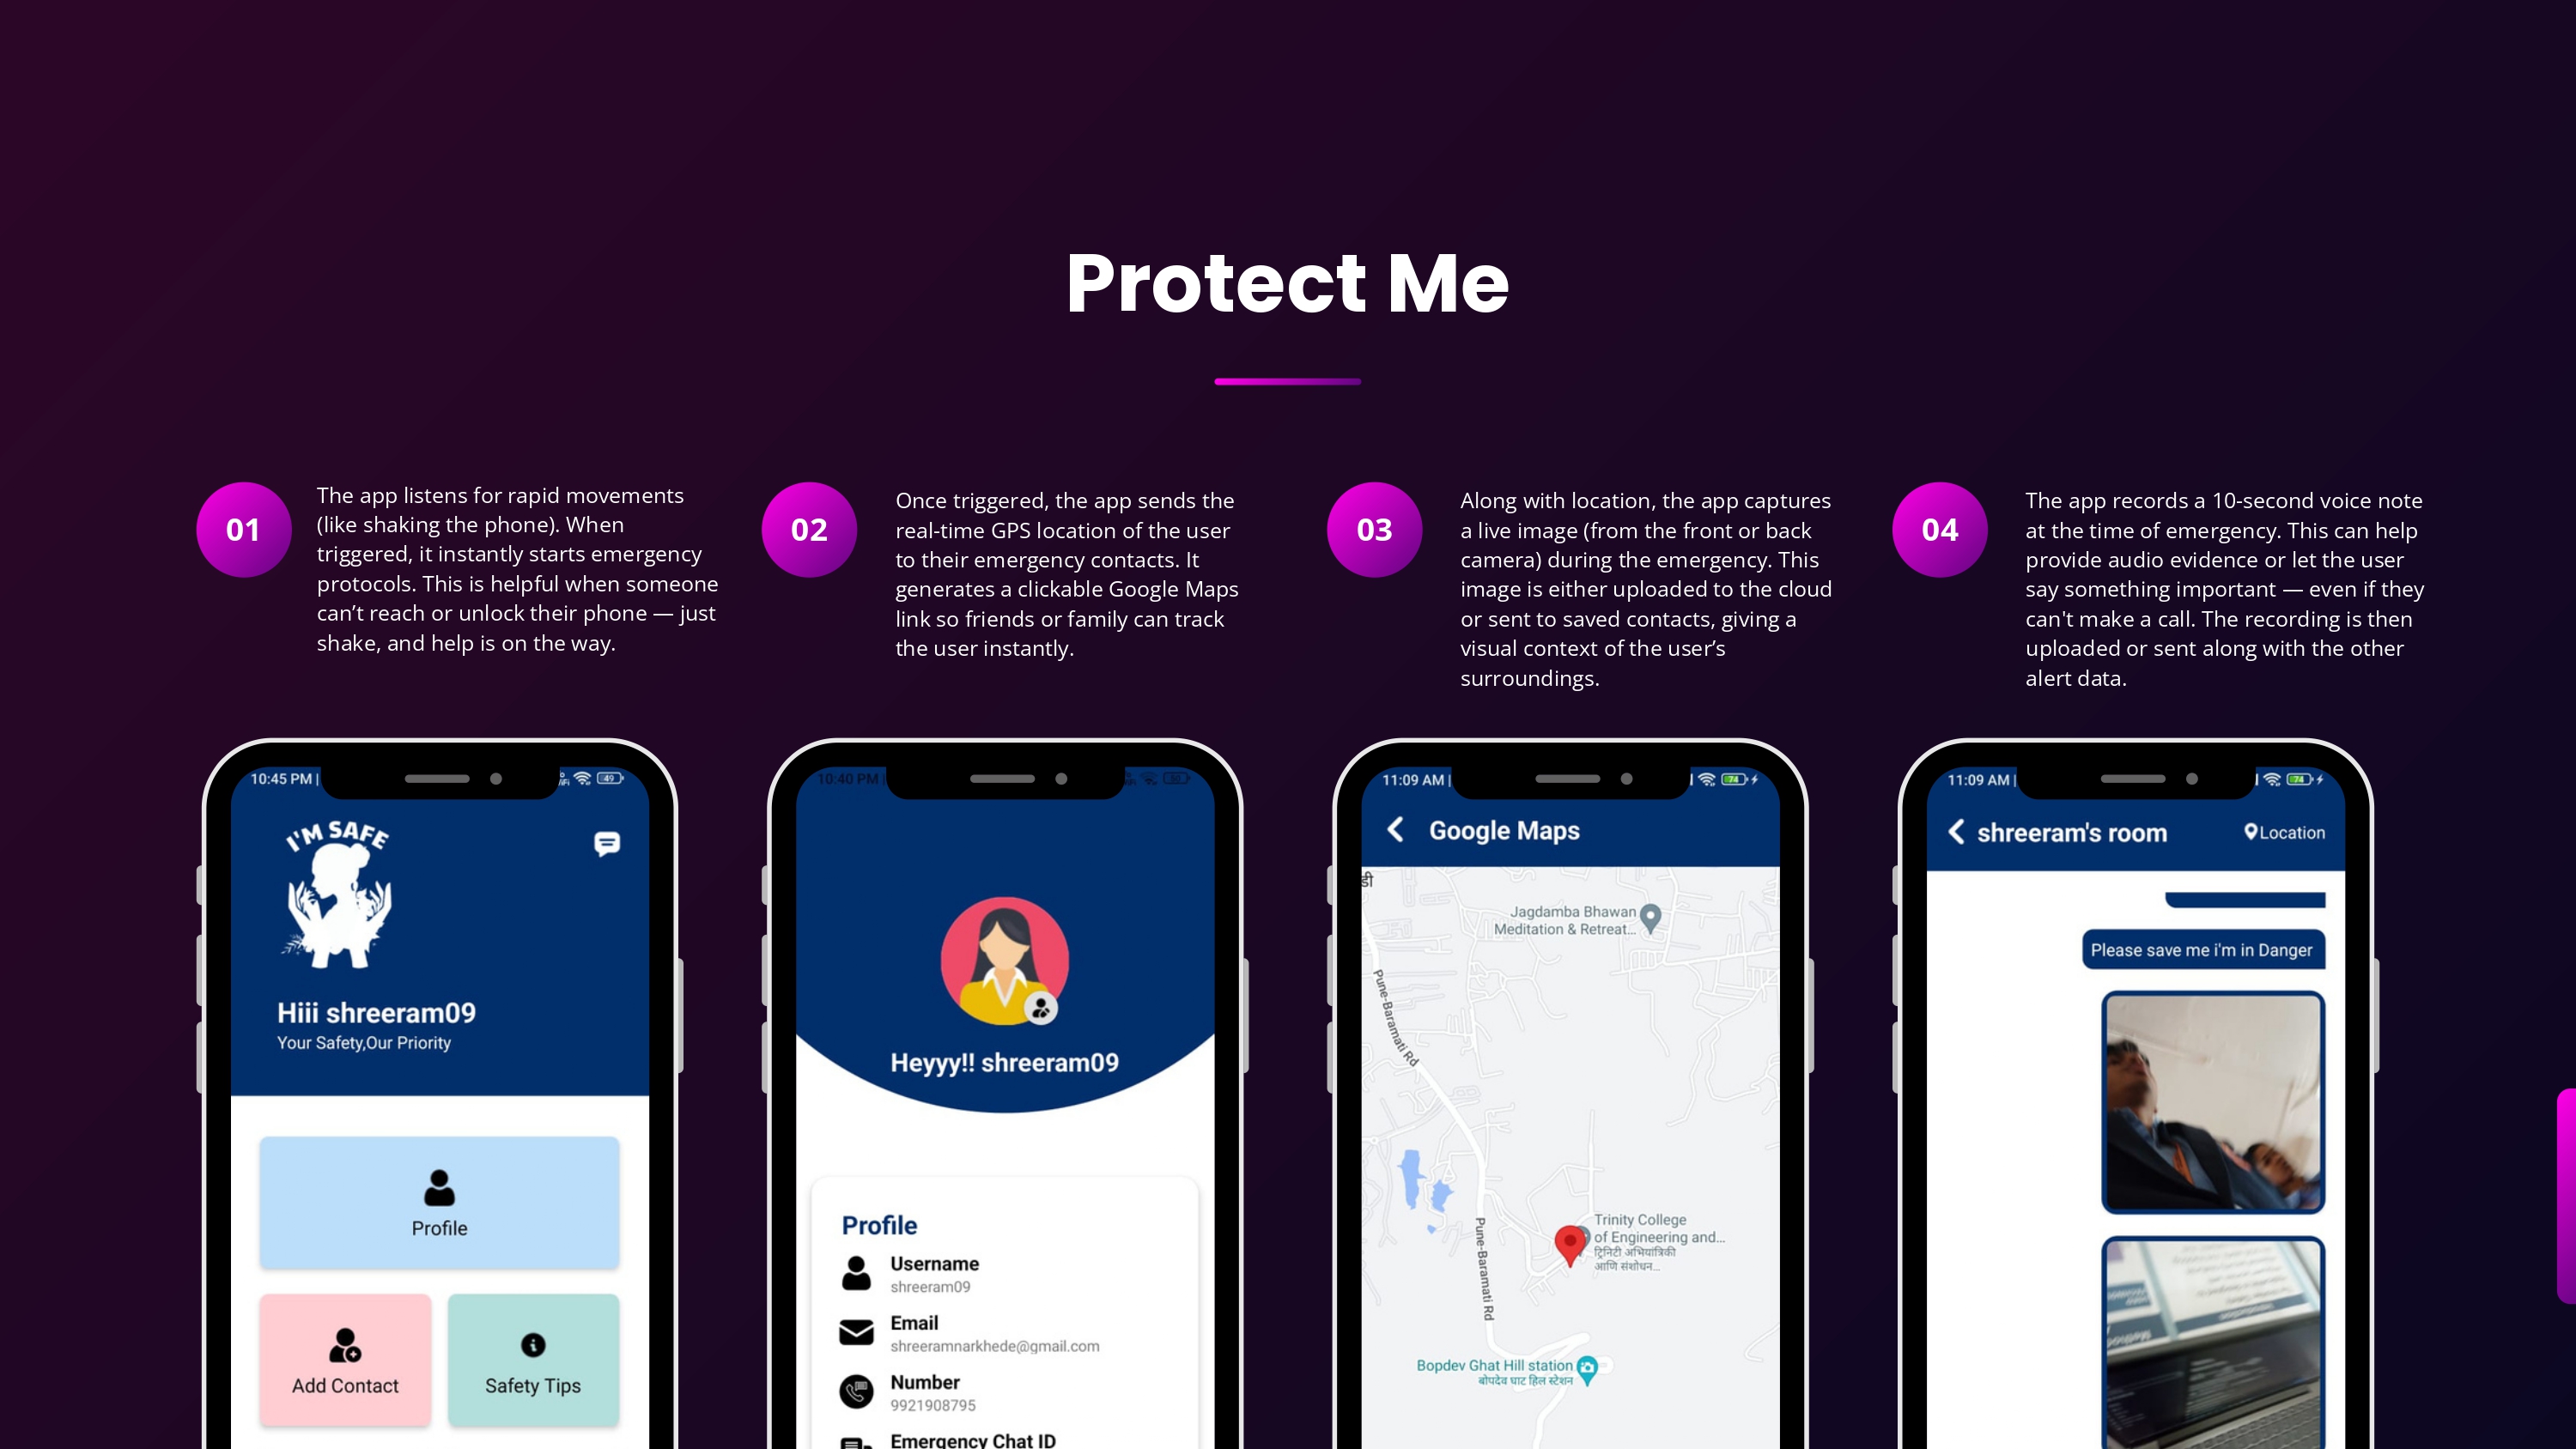 Protect Me
01
The app listens for rapid movements
(like shaking the phone). When
triggered, it instantly starts emergency
protocols. This is helpful when someone
can’t reach or unlock their phone — just
shake, and help is on the way.
02
Once triggered, the app sends the
real-time GPS location of the user
to their emergency contacts. It
generates a clickable Google Maps
link so friends or family can track
the user instantly.
03
Along with location, the app captures
a live image (from the front or back
camera) during the emergency. This
image is either uploaded to the cloud
or sent to saved contacts, giving a
visual context of the user’s
surroundings.
04
The app records a 10-second voice note
at the time of emergency. This can help
provide audio evidence or let the user
say something important — even if they
can't make a call. The recording is then
uploaded or sent along with the other
alert data.
10:45 PM |
49
I'M SAFE
Hiii shreeram09
Your Safety,Our Priority
Profile
Add Contact
Safety Tips
10:40 PM |
Heyyy!! shreeram09
Profile
Username
shreeram09
Email
shreeramnarkhede@gmail.com
Number
9921908795
Emergency Chat ID
11:09 AM |
74
Google Maps
डी
Jagdamba Bhawan
Meditation & Retreat...
Pune-Baramati Rd
Trinity College
of Engineering and...
ट्रिनिटी अभियांत्रिकी
आणि संशोधन...
Pune-Baramati Rd
Bopdev Ghat Hill station
बोपदेव घाट हिल स्टेशन
11:09 AM |
74
shreeram's room
Location
Please save me i'm in Danger